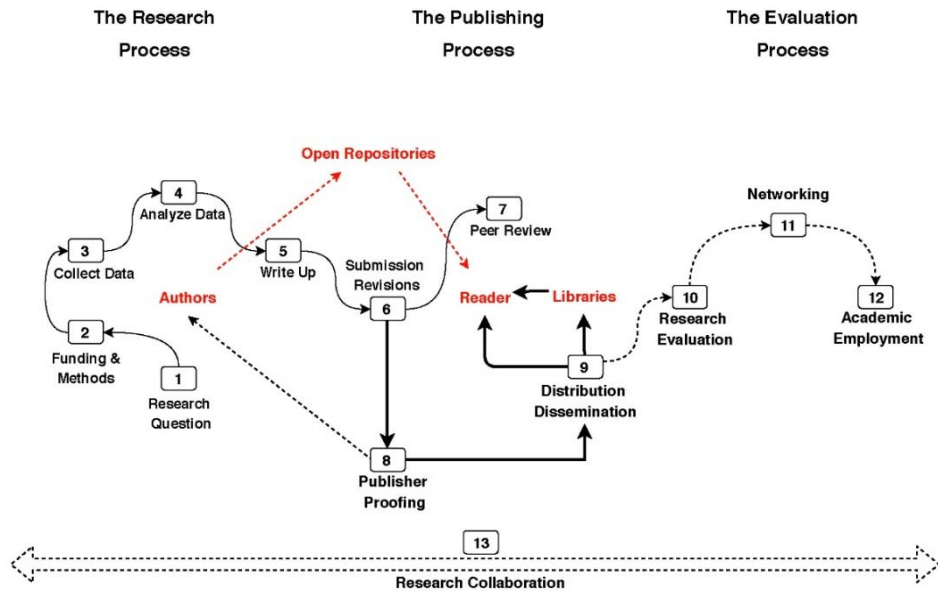 The Research
Process
The Publishing
Process
The Evaluation
Process
Open Repositories
4
Analyze Data
7
Peer Review
Networking
11
3
Collect Data
5
Write Up
Submission
Revisions
6
Authors
Reader
Libraries
10
Research
Evaluation
12
Academic
Employment
2
Funding &
Methods
1
Research
Question
9
Distribution
Dissemination
8
Publisher
Proofing
13
Research Collaboration